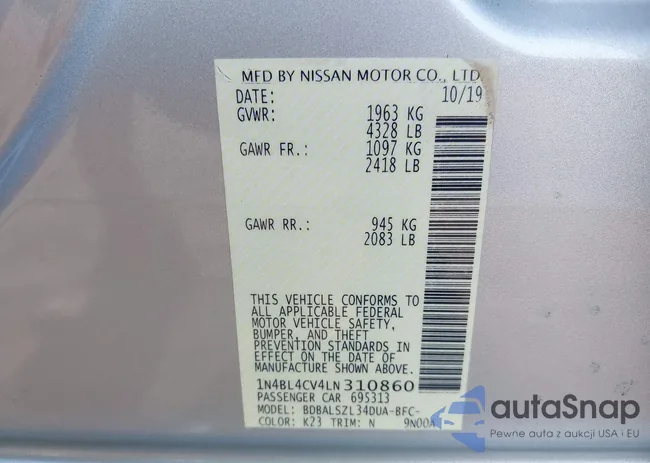 MFD BY NISSAN MOTOR CO., LTD
DATE: 10/19
GVWR: 1963 KG
4328 LB
GAWR FR.: 1097 KG
2418 LB
GAWR RR.: 945 KG
2083 LB
THIS VEHICLE CONFORMS TO
ALL APPLICABLE FEDERAL
MOTOR VEHICLE SAFETY,
BUMPER, AND THEFT
PREVENTION STANDARDS IN
EFFECT ON THE DATE OF
MANUFACTURE SHOWN ABOVE.
1N4BL4CV4LN310860
PASSENGER CAR 695313
MODEL: BDBALSZL34DUA-BFC-
COLOR: K23 TRIM: N 9N00A
autoSnap
Pewne auta z aukcji USA i EU